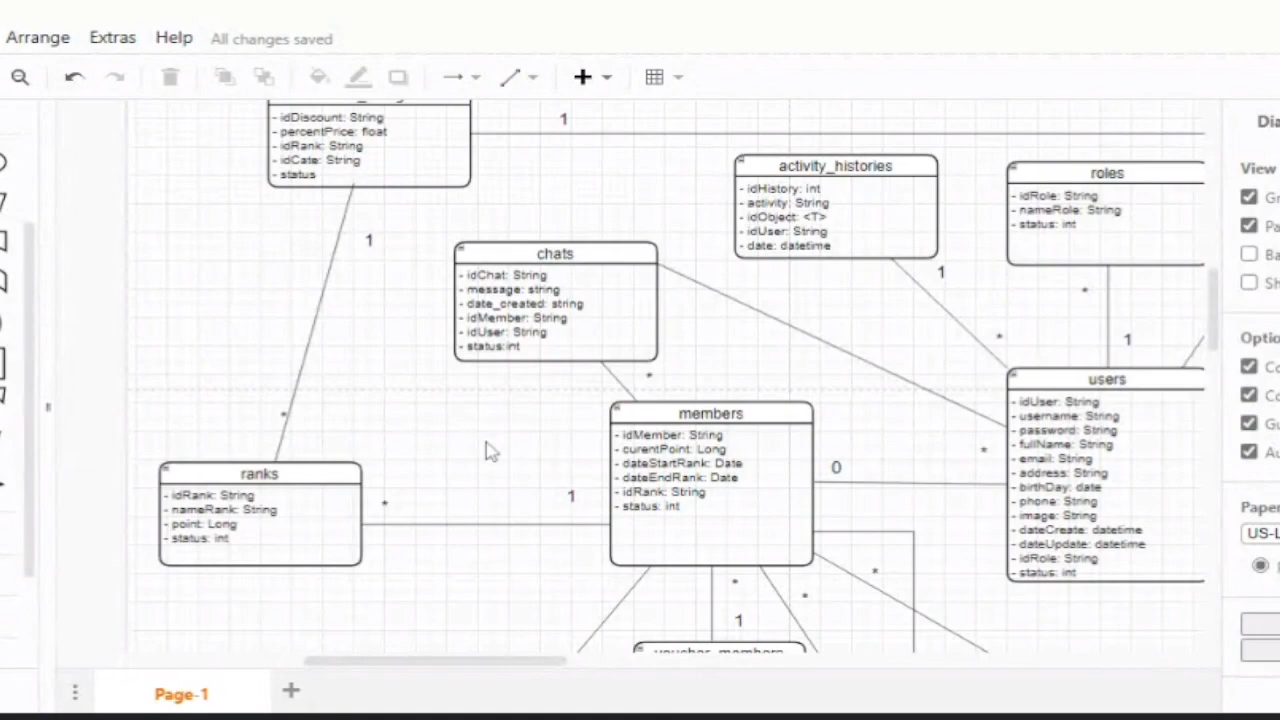 Arrange Extras Help All changes saved
- idDiscount: String
- percentPrice: float
- idRank: String
- idCate: String
- status
1
1
*
activity_histories
- idHistory: int
- activity: String
- idObject: <T>
- idUser: String
- date: datetime
1
*
roles
- idRole: String
- nameRole: String
- status: int
*
1
chats
- idChat: String
- message: string
- date_created: string
- idMember: String
- idUser: String
- status:int
*
*
users
- idUser: String
- username: String
- password: String
- fullName: String
- email: String
- address: String
- birthDay: date
- phone: String
- image: String
- dateCreate: datetime
- dateUpdate: datetime
- idRole: String
- status: int
members
- idMember: String
- curentPoint: Long
- dateStartRank: Date
- dateEndRank: Date
- idRank: String
- status: int
0
ranks
- idRank: String
- nameRank: String
- point: Long
- status: int
*
1
*
*
*
1
voucher_members
View
Paper
US-L
Page-1